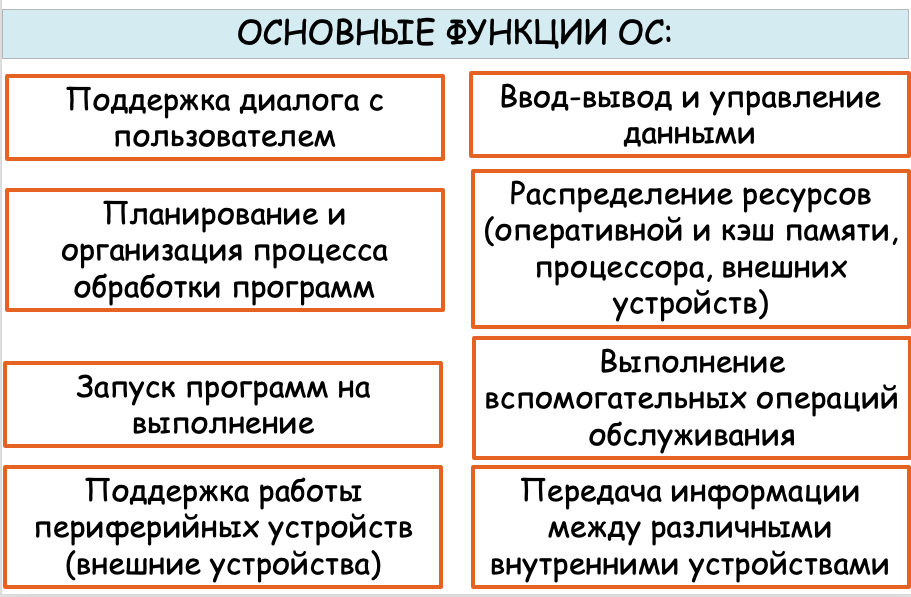 ОСНОВНЫЕ ФУНКЦИИ ОС:
Поддержка диалога с
пользователем
Ввод-вывод и управление
данными
Планирование и
организация процесса
обработки программ
Распределение ресурсов
(оперативной и кэш памяти,
процессора, внешних
устройств)
Запуск программ на
выполнение
Выполнение
вспомогательных операций
обслуживания
Поддержка работы
периферийных устройств
(внешние устройства)
Передача информации
между различными
внутренними устройствами